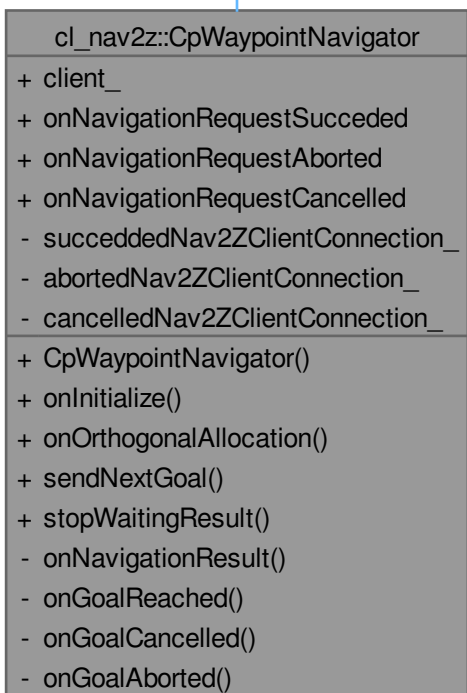 cl_nav2z::CpWaypointNavigator
+ client_
+ onNavigationRequestSucceded
+ onNavigationRequestAborted
+ onNavigationRequestCancelled
- succeddedNav2ZClientConnection_
- abortedNav2ZClientConnection_
- cancelledNav2ZClientConnection_
+ CpWaypointNavigator()
+ onInitialize()
+ onOrthogonalAllocation()
+ sendNextGoal()
+ stopWaitingResult()
- onNavigationResult()
- onGoalReached()
- onGoalCancelled()
- onGoalAborted()